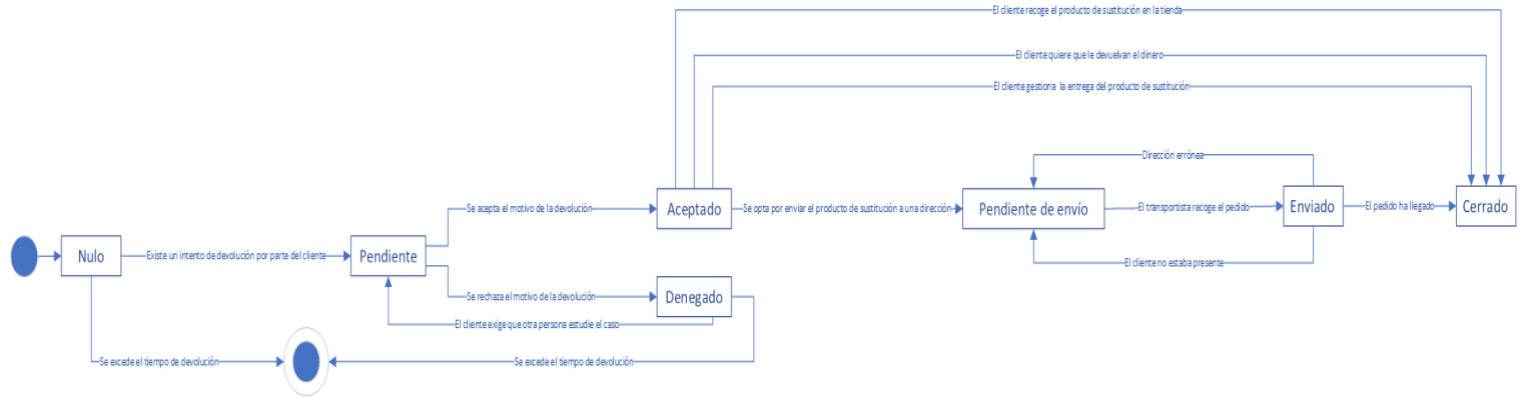 El cliente recoge el producto de sustitución en la tienda
El cliente quiere que le devuelvan el dinero
El cliente gestiona la entrega del producto de sustitución
Dirección errónea
Se acepta el motivo de la devolución
Aceptado
Se opta por enviar el producto de sustitución a una dirección
Pendiente de envío
El transportista recoge el pedido
Enviado
El pedido ha llegado
Cerrado
Nulo
Existe un intento de devolución por parte del cliente
Pendiente
El cliente no estaba presente
Se rechaza el motivo de la devolución
Denegado
El cliente exige que otra persona estudie el caso
Se excede el tiempo de devolución
Se excede el tiempo de devolución